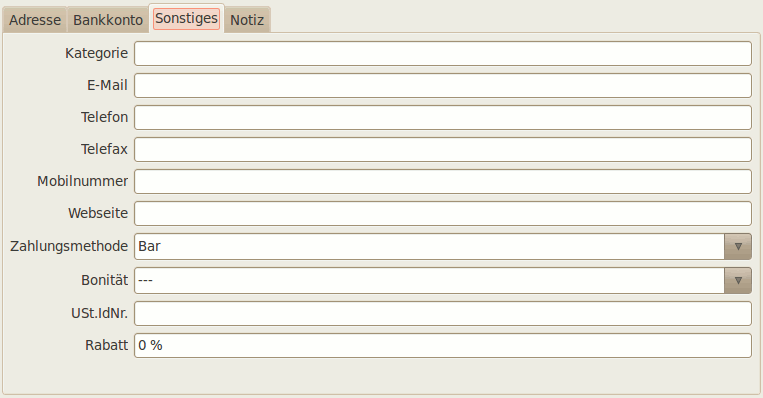 Adresse Bankkonto Sonstiges Notiz
Kategorie
E-Mail
Telefon
Telefax
Mobilnummer
Webseite
Zahlungsmethode Bar
Bonität ---
USt.IdNr.
Rabatt 0 %